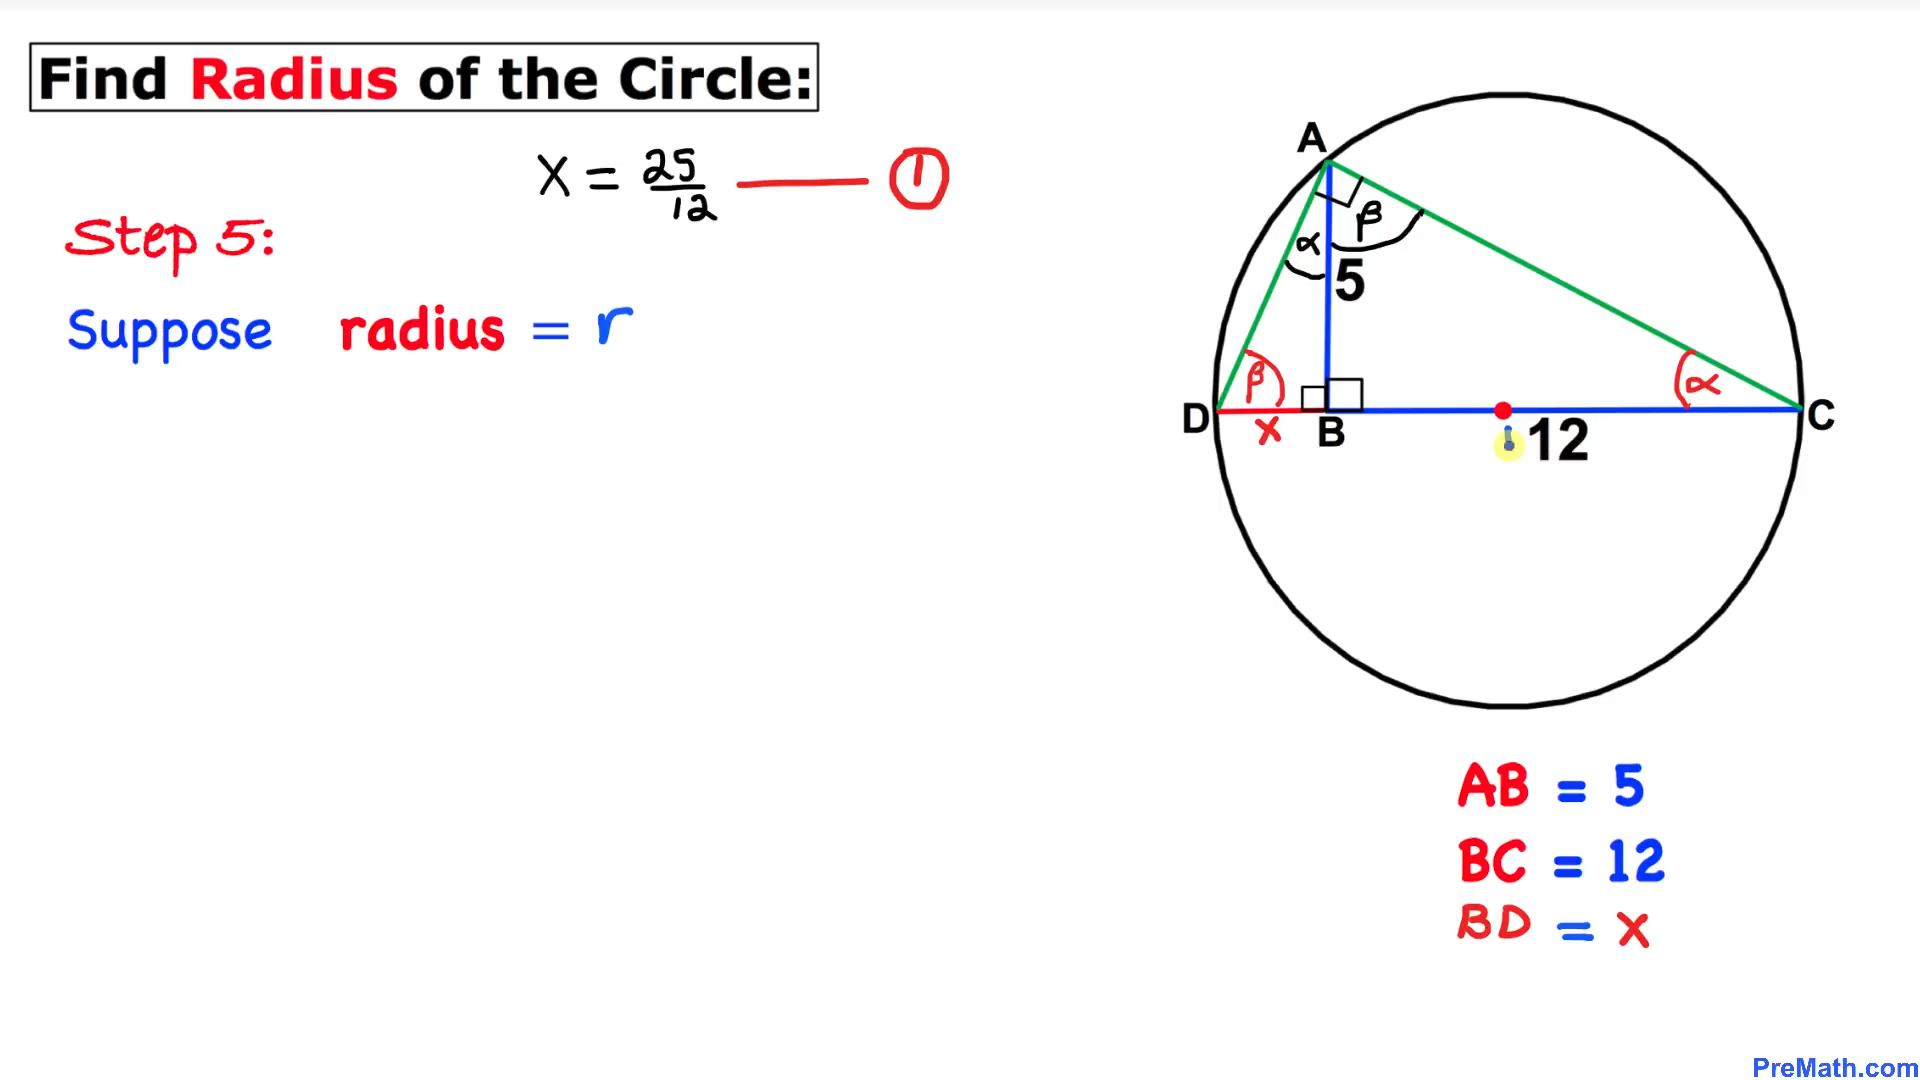 Find Radius of the Circle:
X = 25/12 ——— ①
Step 5:
Suppose radius = r
A
β
α
5
β
α
D
x
B
12
C
AB = 5
BC = 12
BD = x
PreMath.com